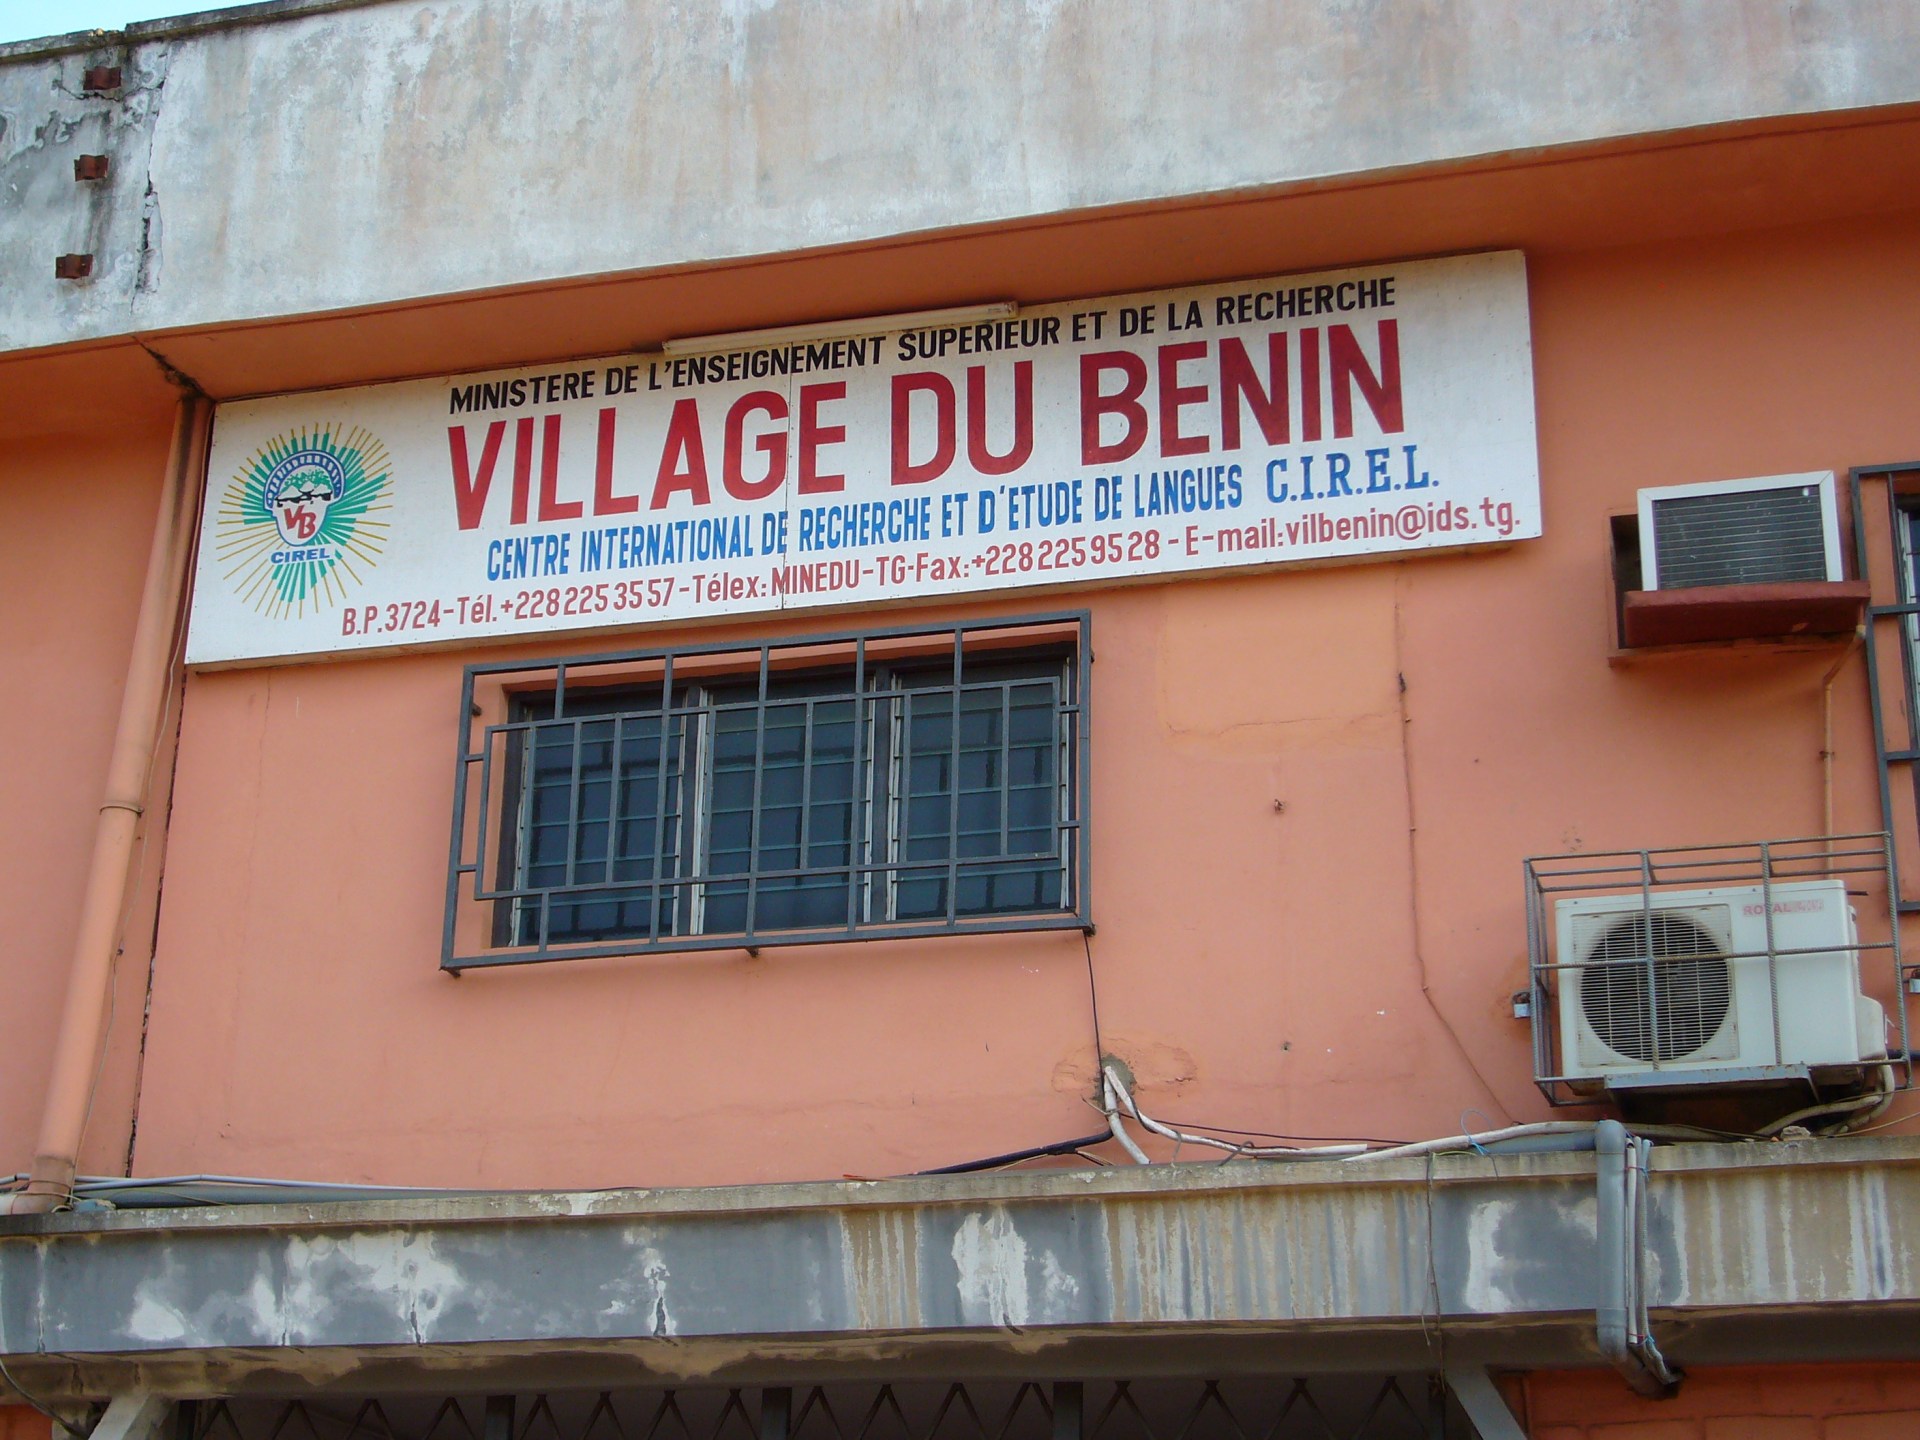 MINISTERE DE L'ENSEIGNEMENT SUPERIEUR ET DE LA RECHERCHE
VILLAGE DU BENIN
CENTRE INTERNATIONAL DE RECHERCHE ET D'ETUDE DE LANGUES C.I.R.E.L.
B.P.3724-Tél.+228 225 35 57-Télex: MINEDU-TG-Fax:+228 225 95 28 - E-mail:vilbenin@ids.tg.
VB
CIREL